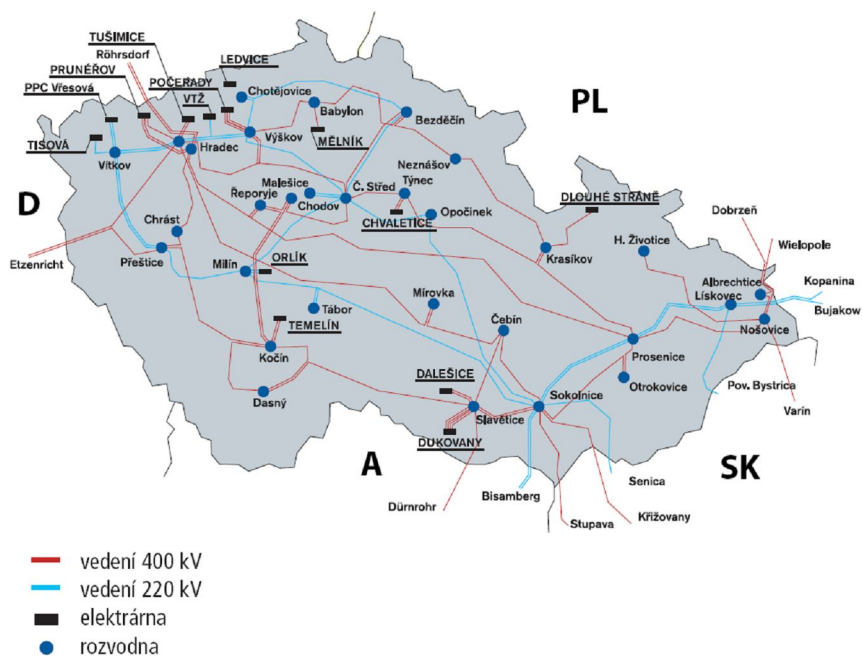 TUŠIMICE
Röhrsdorf
LEDVICE
PRUNÉŘOV
POČERADY
Chotějovice
PPC Vřesová
VTŽ
Babylon
Bezděčín
PL
Výškov
MĚLNÍK
TISOVÁ
Hradec
Vítkov
Neznášov
D
Malešice
Č. Střed
Týnec
Řeporyje
Chodov
DLOUHÉ STRÁNĚ
Opočinek
CHVALETICE
Dobrzeň
Chrást
Wielopole
Etzenricht
Přeštice
Krasíkov
H. Životice
Milín
ORLÍK
Albrechtice
Kopanina
Lískovec
Bujakow
Tábor
Mírovka
Nošovice
TEMELÍN
Čebín
Kočín
Prosenice
DALEŠICE
Otrokovice
Pov. Bystrica
Dasný
Varín
Slavětice
Sokolnice
DUKOVANY
A
SK
Senica
Bisamberg
Dürnrohr
Stupava
Křižovany
vedení 400 kV
vedení 220 kV
elektrárna
rozvodna